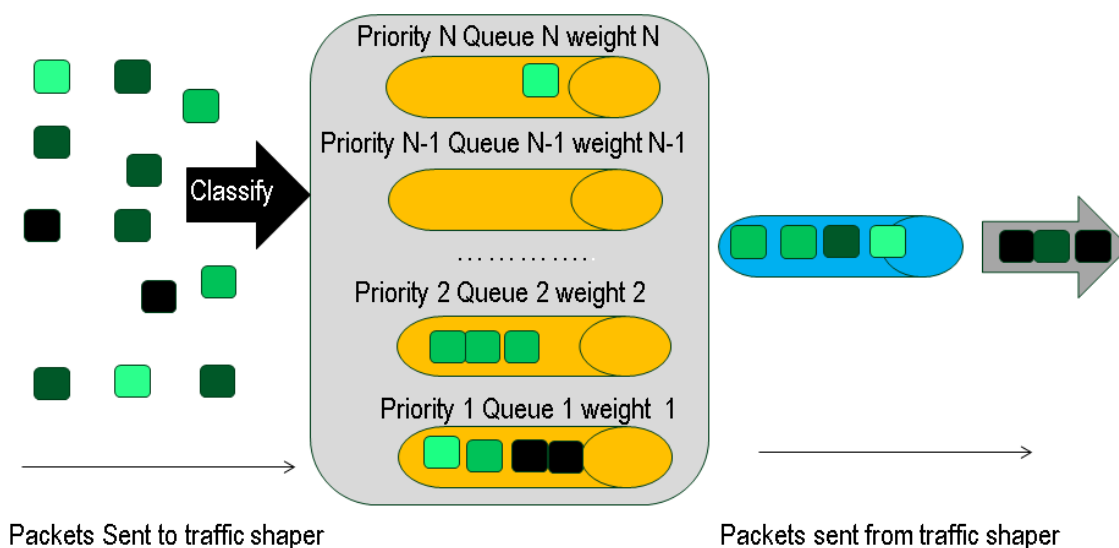 Priority N Queue N weight N
Priority N-1 Queue N-1 weight N-1
Classify
………….
Priority 2 Queue 2 weight 2
Priority 1 Queue 1 weight 1
Packets Sent to traffic shaper
Packets sent from traffic shaper